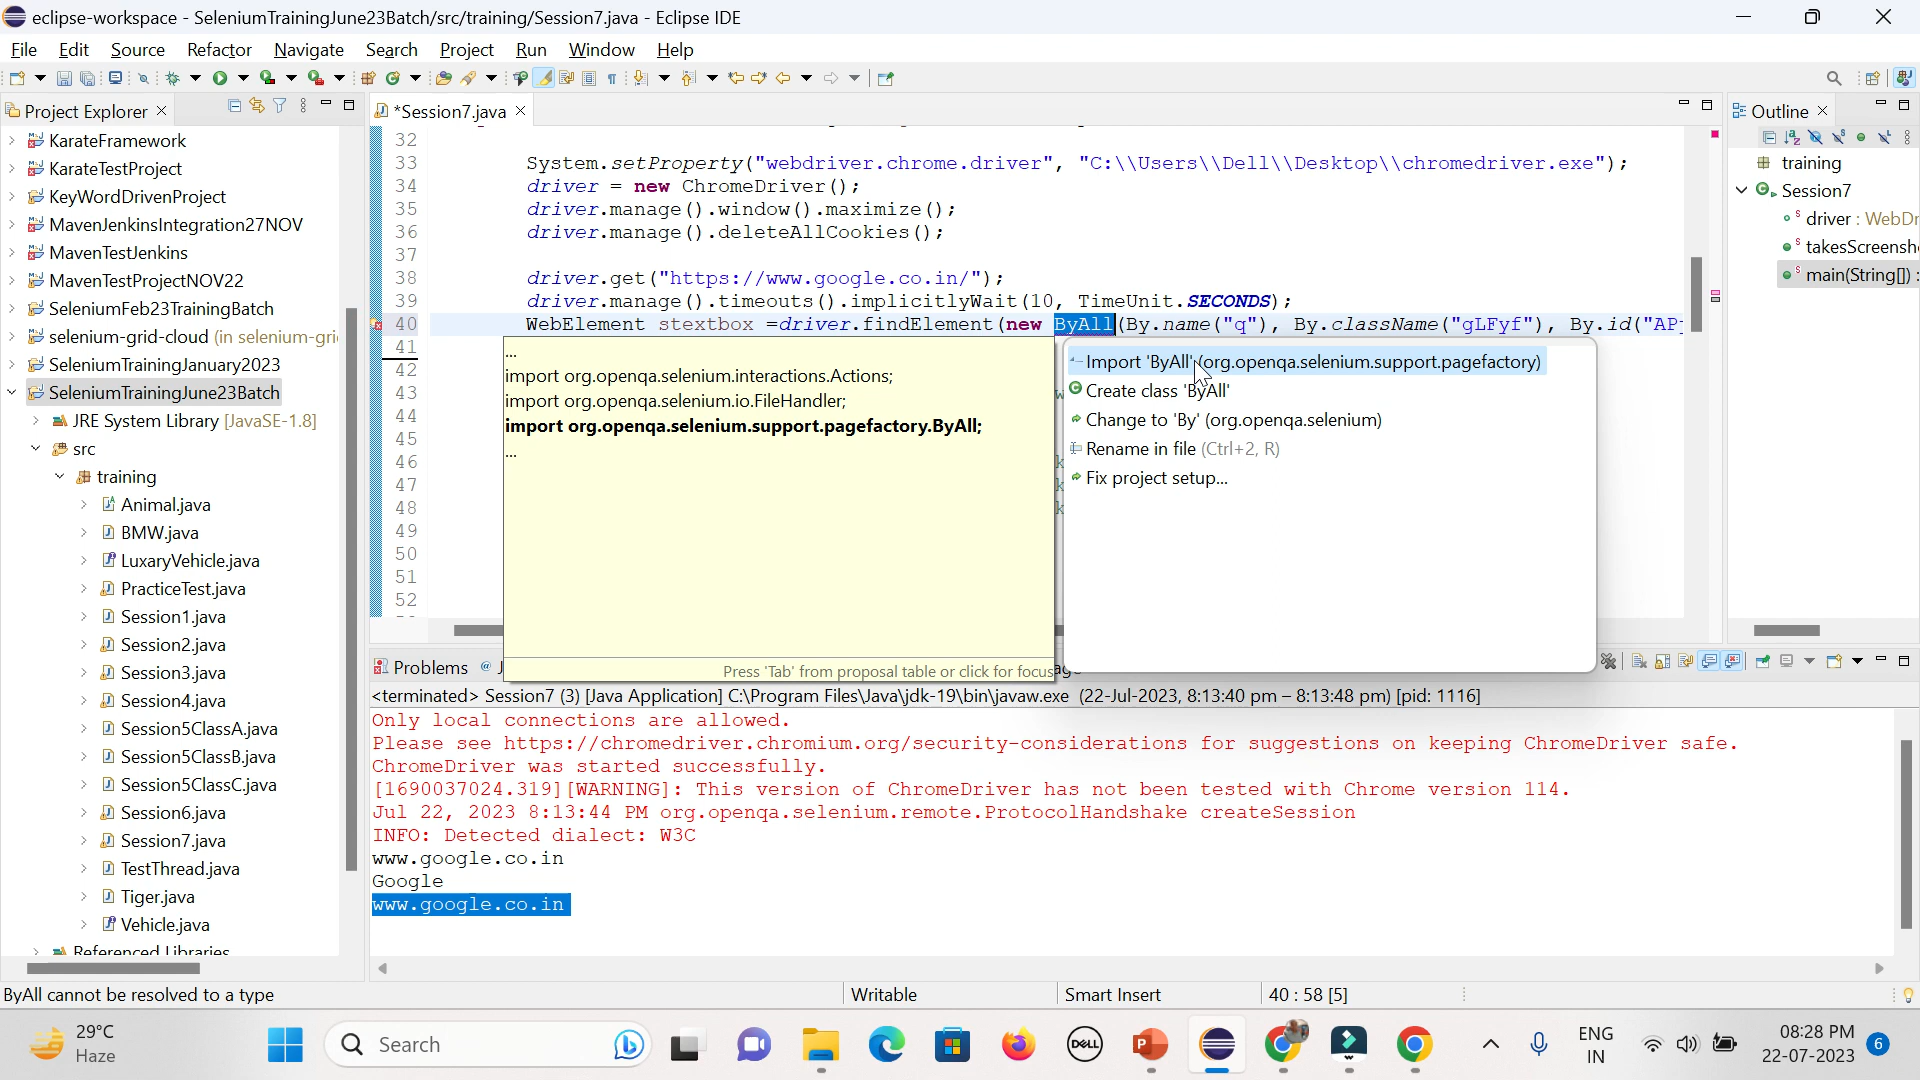 eclipse-workspace - SeleniumTrainingJune23Batch/src/training/Session7.java - Eclipse IDE
File Edit Source Refactor Navigate Search Project Run Window Help
Project Explorer
KarateFramework
KarateTestProject
KeyWordDrivenProject
MavenJenkinsIntegration27NOV
MavenTestJenkins
MavenTestProjectNOV22
SeleniumFeb23TrainingBatch
selenium-grid-cloud (in selenium-gri
SeleniumTrainingJanuary2023
SeleniumTrainingJune23Batch
JRE System Library [JavaSE-1.8]
src
training
Animal.java
BMW.java
LuxaryVehicle.java
PracticeTest.java
Session1.java
Session2.java
Session3.java
Session4.java
Session5ClassA.java
Session5ClassB.java
Session5ClassC.java
Session6.java
Session7.java
TestThread.java
Tiger.java
Vehicle.java
Referenced Libraries
*Session7.java
32
33 System.setProperty("webdriver.chrome.driver", "C:\\Users\\Dell\\Desktop\\chromedriver.exe");
34 driver = new ChromeDriver();
35 driver.manage().window().maximize();
36 driver.manage().deleteAllCookies();
37
38 driver.get("https://www.google.co.in/");
39 driver.manage().timeouts().implicitlyWait(10, TimeUnit.SECONDS);
40 WebElement stextbox =driver.findElement(new ByAll(By.name("q"), By.className("gLFyf"), By.id("AP
41
42
43
44
45
46
47
48
49
50
51
52
...
import org.openqa.selenium.interactions.Actions;
import org.openqa.selenium.io.FileHandler;
import org.openqa.selenium.support.pagefactory.ByAll;
...
Press 'Tab' from proposal table or click for focus
Import 'ByAll' (org.openqa.selenium.support.pagefactory)
Create class 'ByAll'
Change to 'By' (org.openqa.selenium)
Rename in file (Ctrl+2, R)
Fix project setup...
Outline
training
Session7
driver : WebDr
takesScreensh
main(String[]) :
Problems @ J
<terminated> Session7 (3) [Java Application] C:\Program Files\Java\jdk-19\bin\javaw.exe (22-Jul-2023, 8:13:40 pm – 8:13:48 pm) [pid: 1116]
Only local connections are allowed.
Please see https://chromedriver.chromium.org/security-considerations for suggestions on keeping ChromeDriver safe.
ChromeDriver was started successfully.
[1690037024.319][WARNING]: This version of ChromeDriver has not been tested with Chrome version 114.
Jul 22, 2023 8:13:44 PM org.openqa.selenium.remote.ProtocolHandshake createSession
INFO: Detected dialect: W3C
www.google.co.in
Google
www.google.co.in
ByAll cannot be resolved to a type Writable Smart Insert 40 : 58 [5]
29°C
Haze
Search
DELL
ENG
IN
08:28 PM
22-07-2023
6